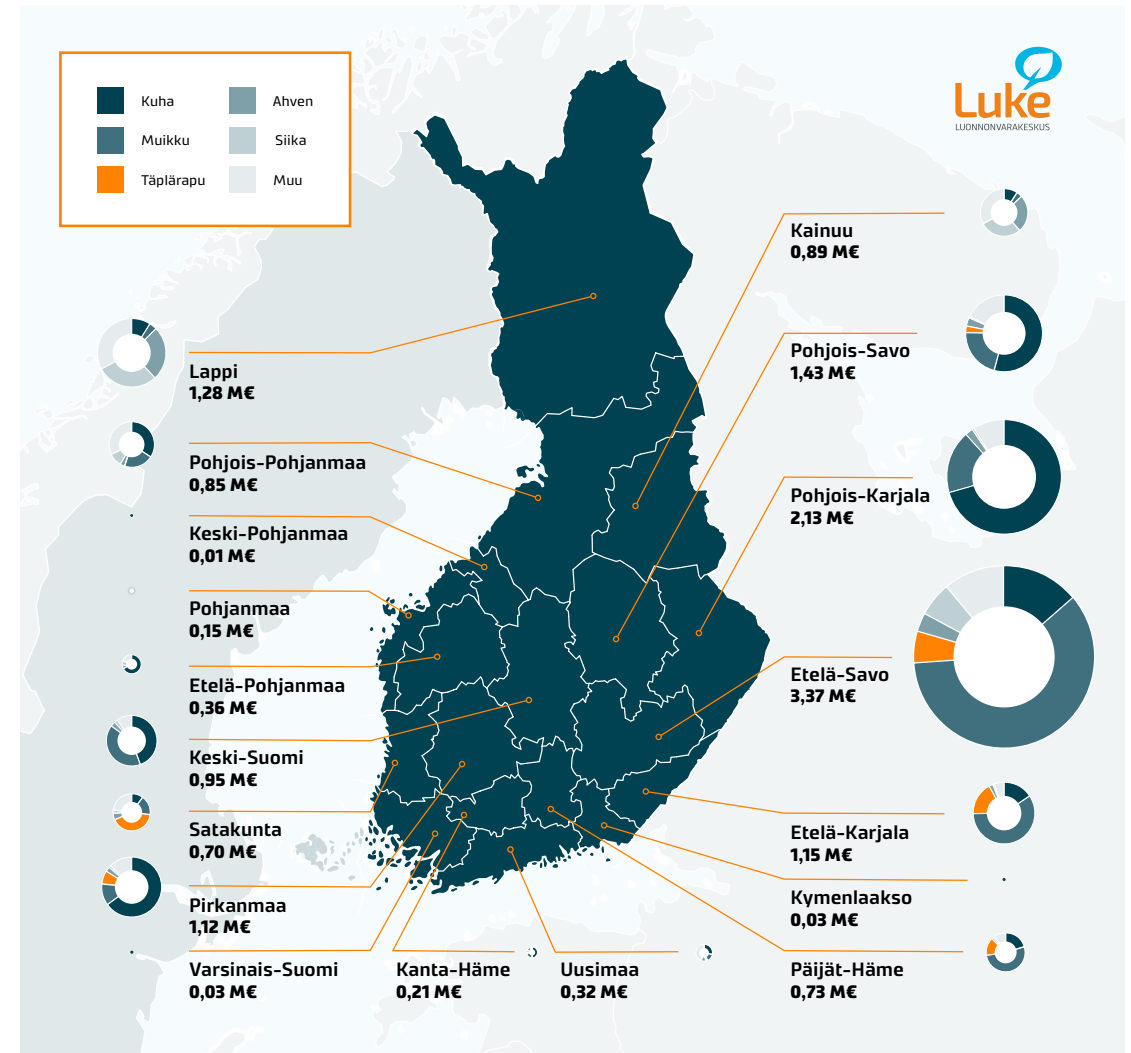 Kuha
Ahven
Muikku
Siika
Täplärapu
Muu
Luke
LUONNONVARAKESKUS
Kainuu
0,89 M€
Pohjois-Savo
1,43 M€
Lappi
1,28 M€
Pohjois-Pohjanmaa
0,85 M€
Pohjois-Karjala
2,13 M€
Keski-Pohjanmaa
0,01 M€
Pohjanmaa
0,15 M€
Etelä-Pohjanmaa
0,36 M€
Etelä-Savo
3,37 M€
Keski-Suomi
0,95 M€
Satakunta
0,70 M€
Etelä-Karjala
1,15 M€
Pirkanmaa
1,12 M€
Kymenlaakso
0,03 M€
Varsinais-Suomi
0,03 M€
Kanta-Häme
0,21 M€
Uusimaa
0,32 M€
Päijät-Häme
0,73 M€